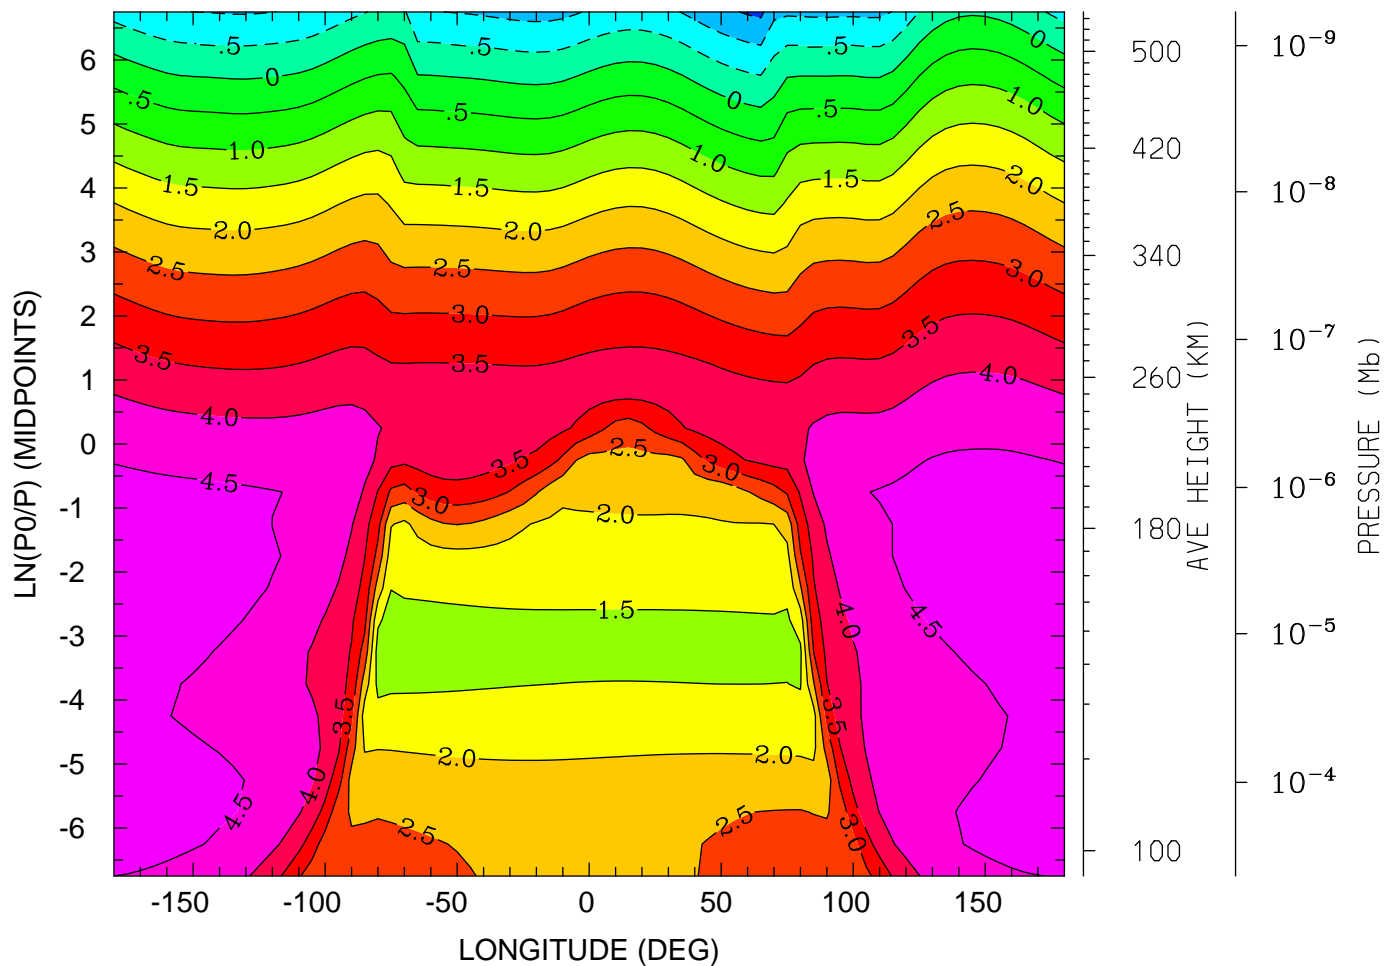 .5 .5 .5 0
0 0
.5 .5 .5 1.0
1.0 1.0
1.5 1.5 1.5 2.0
2.0 2.0 2.5
2.5 2.5 3.0
3.0 3.5
3.5 3.5 4.0
4.0
2.5
4.5 3.5 3.0
3.0 2.0
1.5 4.0 4.5
3.5 3.5
2.0 2.0
4.0
4.5 2.5 2.5 3.0
6
5
4
3
2
1
0
-1
-2
-3
-4
-5
-6
LN(P0/P) (MIDPOINTS)
-150 -100 -50 0 50 100 150
LONGITUDE (DEG)
500
420
340
260
180
100
AVE HEIGHT (KM)
10⁻⁹
10⁻⁸
10⁻⁷
10⁻⁶
10⁻⁵
10⁻⁴
PRESSURE (Mb)